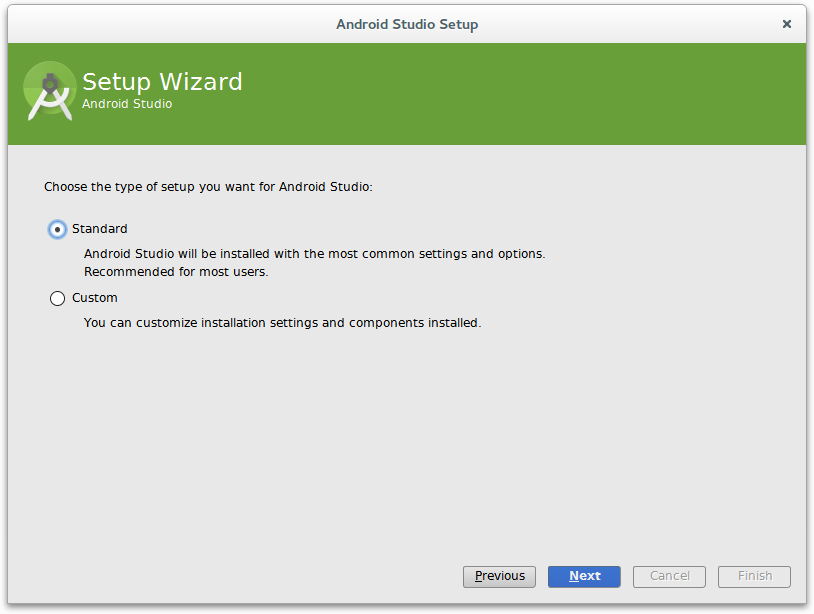 Android Studio Setup
Setup Wizard
Android Studio
Choose the type of setup you want for Android Studio:
Standard
Android Studio will be installed with the most common settings and options.
Recommended for most users.
Custom
You can customize installation settings and components installed.
Previous Next Cancel Finish